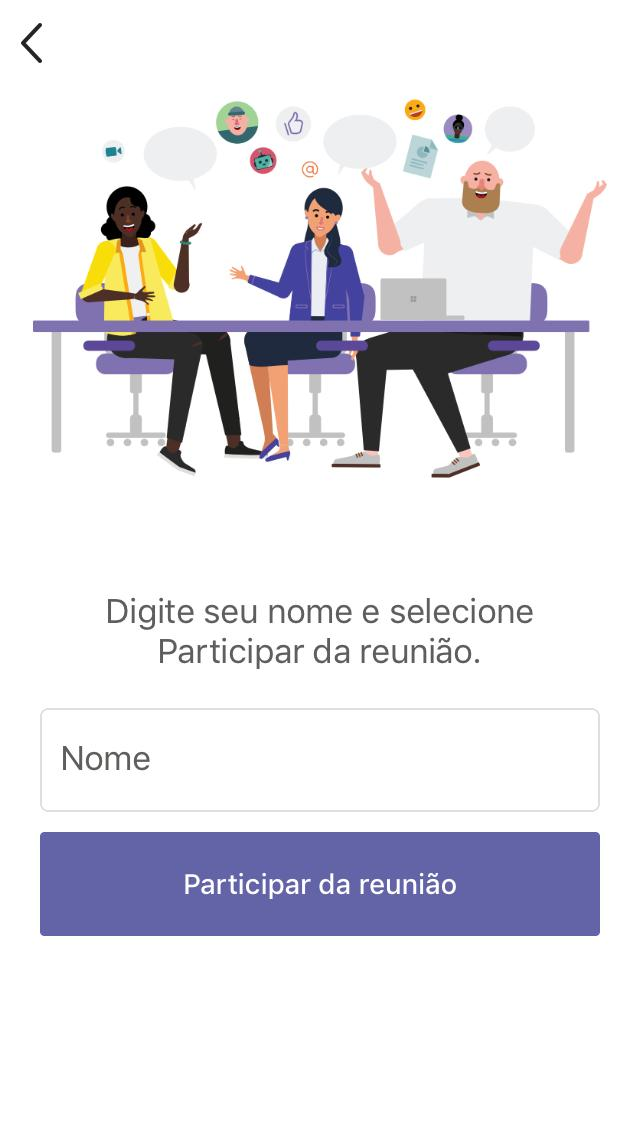 @
Digite seu nome e selecione
Participar da reunião.
Nome
Participar da reunião